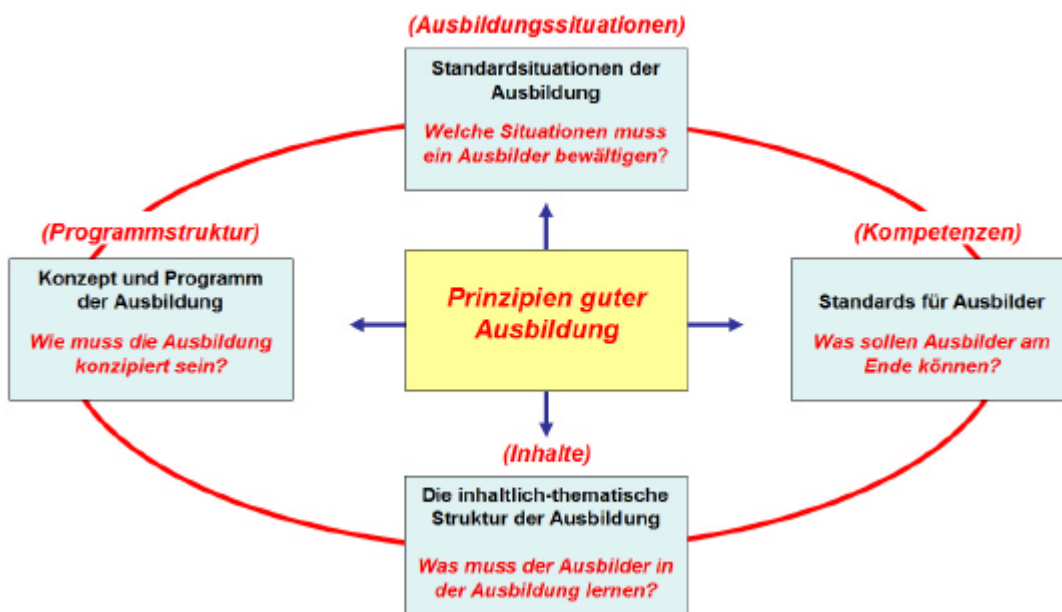 (Ausbildungssituationen)
Standardsituationen der
Ausbildung
Welche Situationen muss
ein Ausbilder bewältigen?
(Programmstruktur)
Konzept und Programm
der Ausbildung
Wie muss die Ausbildung
konzipiert sein?
Prinzipien guter
Ausbildung
(Kompetenzen)
Standards für Ausbilder
Was sollen Ausbilder am
Ende können?
(Inhalte)
Die inhaltlich-thematische
Struktur der Ausbildung
Was muss der Ausbilder in
der Ausbildung lernen?